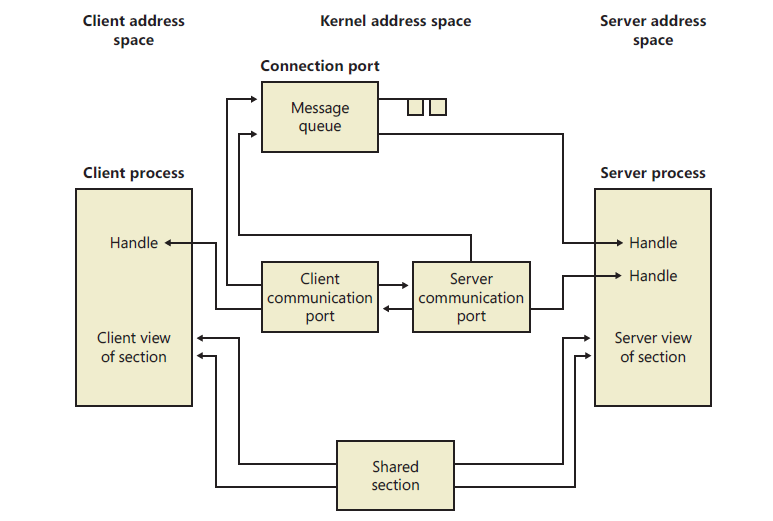 Client address
space
Kernel address space
Server address
space
Connection port
Message
queue
Client process
Server process
Handle
Handle
Handle
Client
communication
port
Server
communication
port
Client view
of section
Server view
of section
Shared
section